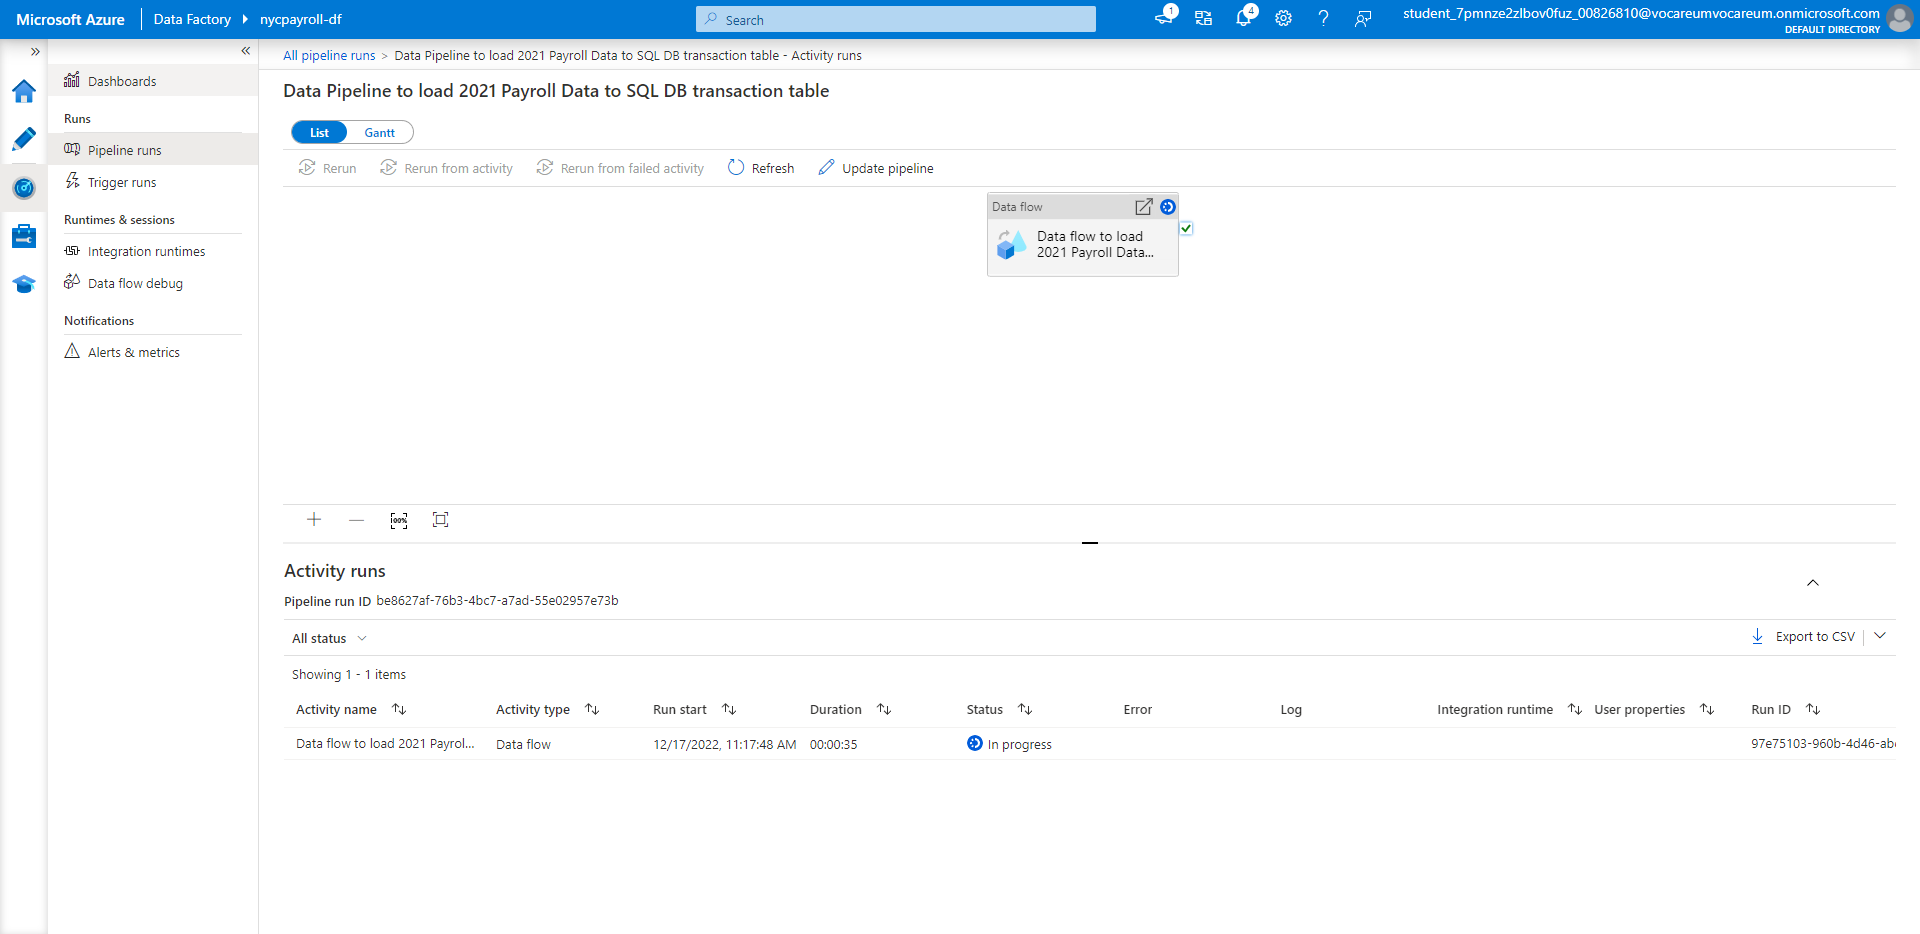 Microsoft Azure
Data Factory
nycpayroll-df
Search
1
4
student_7pmnze2zlbov0fuz_00826810@vocareumvocareum.onmicrosoft.com
DEFAULT DIRECTORY
Dashboards
Runs
Pipeline runs
Trigger runs
Runtimes & sessions
Integration runtimes
Data flow debug
Notifications
Alerts & metrics
All pipeline runs > Data Pipeline to load 2021 Payroll Data to SQL DB transaction table - Activity runs
Data Pipeline to load 2021 Payroll Data to SQL DB transaction table
List Gantt
Rerun Rerun from activity Rerun from failed activity Refresh Update pipeline
Data flow
Data flow to load
2021 Payroll Data...
100%
Activity runs
Pipeline run ID be8627af-76b3-4bc7-a7ad-55e02957e73b
All status
Export to CSV
Showing 1 - 1 items
Activity name Activity type Run start Duration Status Error Log Integration runtime User properties Run ID
Data flow to load 2021 Payrol... Data flow 12/17/2022, 11:17:48 AM 00:00:35 In progress 97e75103-960b-4d46-ab